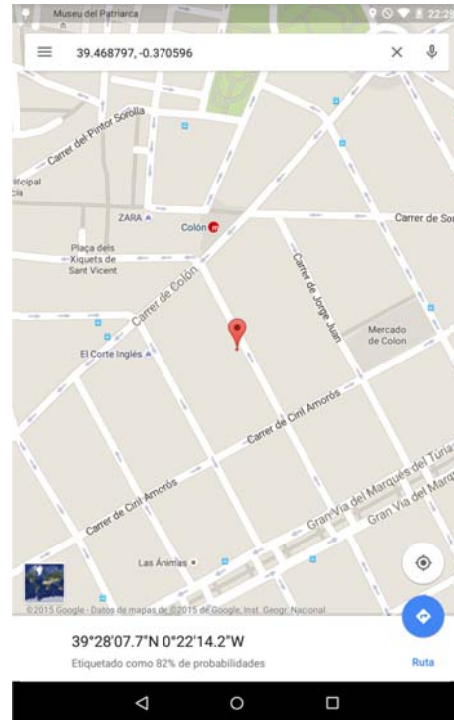 Museu del Patriarca
22:29
39.468797, -0.370596
Carrer del Pintor Sorolla
ZARA
Colón
Carrer de Sor
Plaça dels
Xiquets de
Sant Vicent
Carrer de Colón
Carrer de Jorge Juan
Mercado
de Colon
El Corte Inglés
Carrer de Ciril Amorós
Gran Via del Marqués del Túria
Gran Via del Marqu
Carrer de Ciril Amorós
Las Ánimas
©2015 Google - Datos de mapas de ©2015 de Google, Inst. Geogr. Nacional
39°28'07.7"N 0°22'14.2"W
Etiquetado como 82% de probabilidades
Ruta